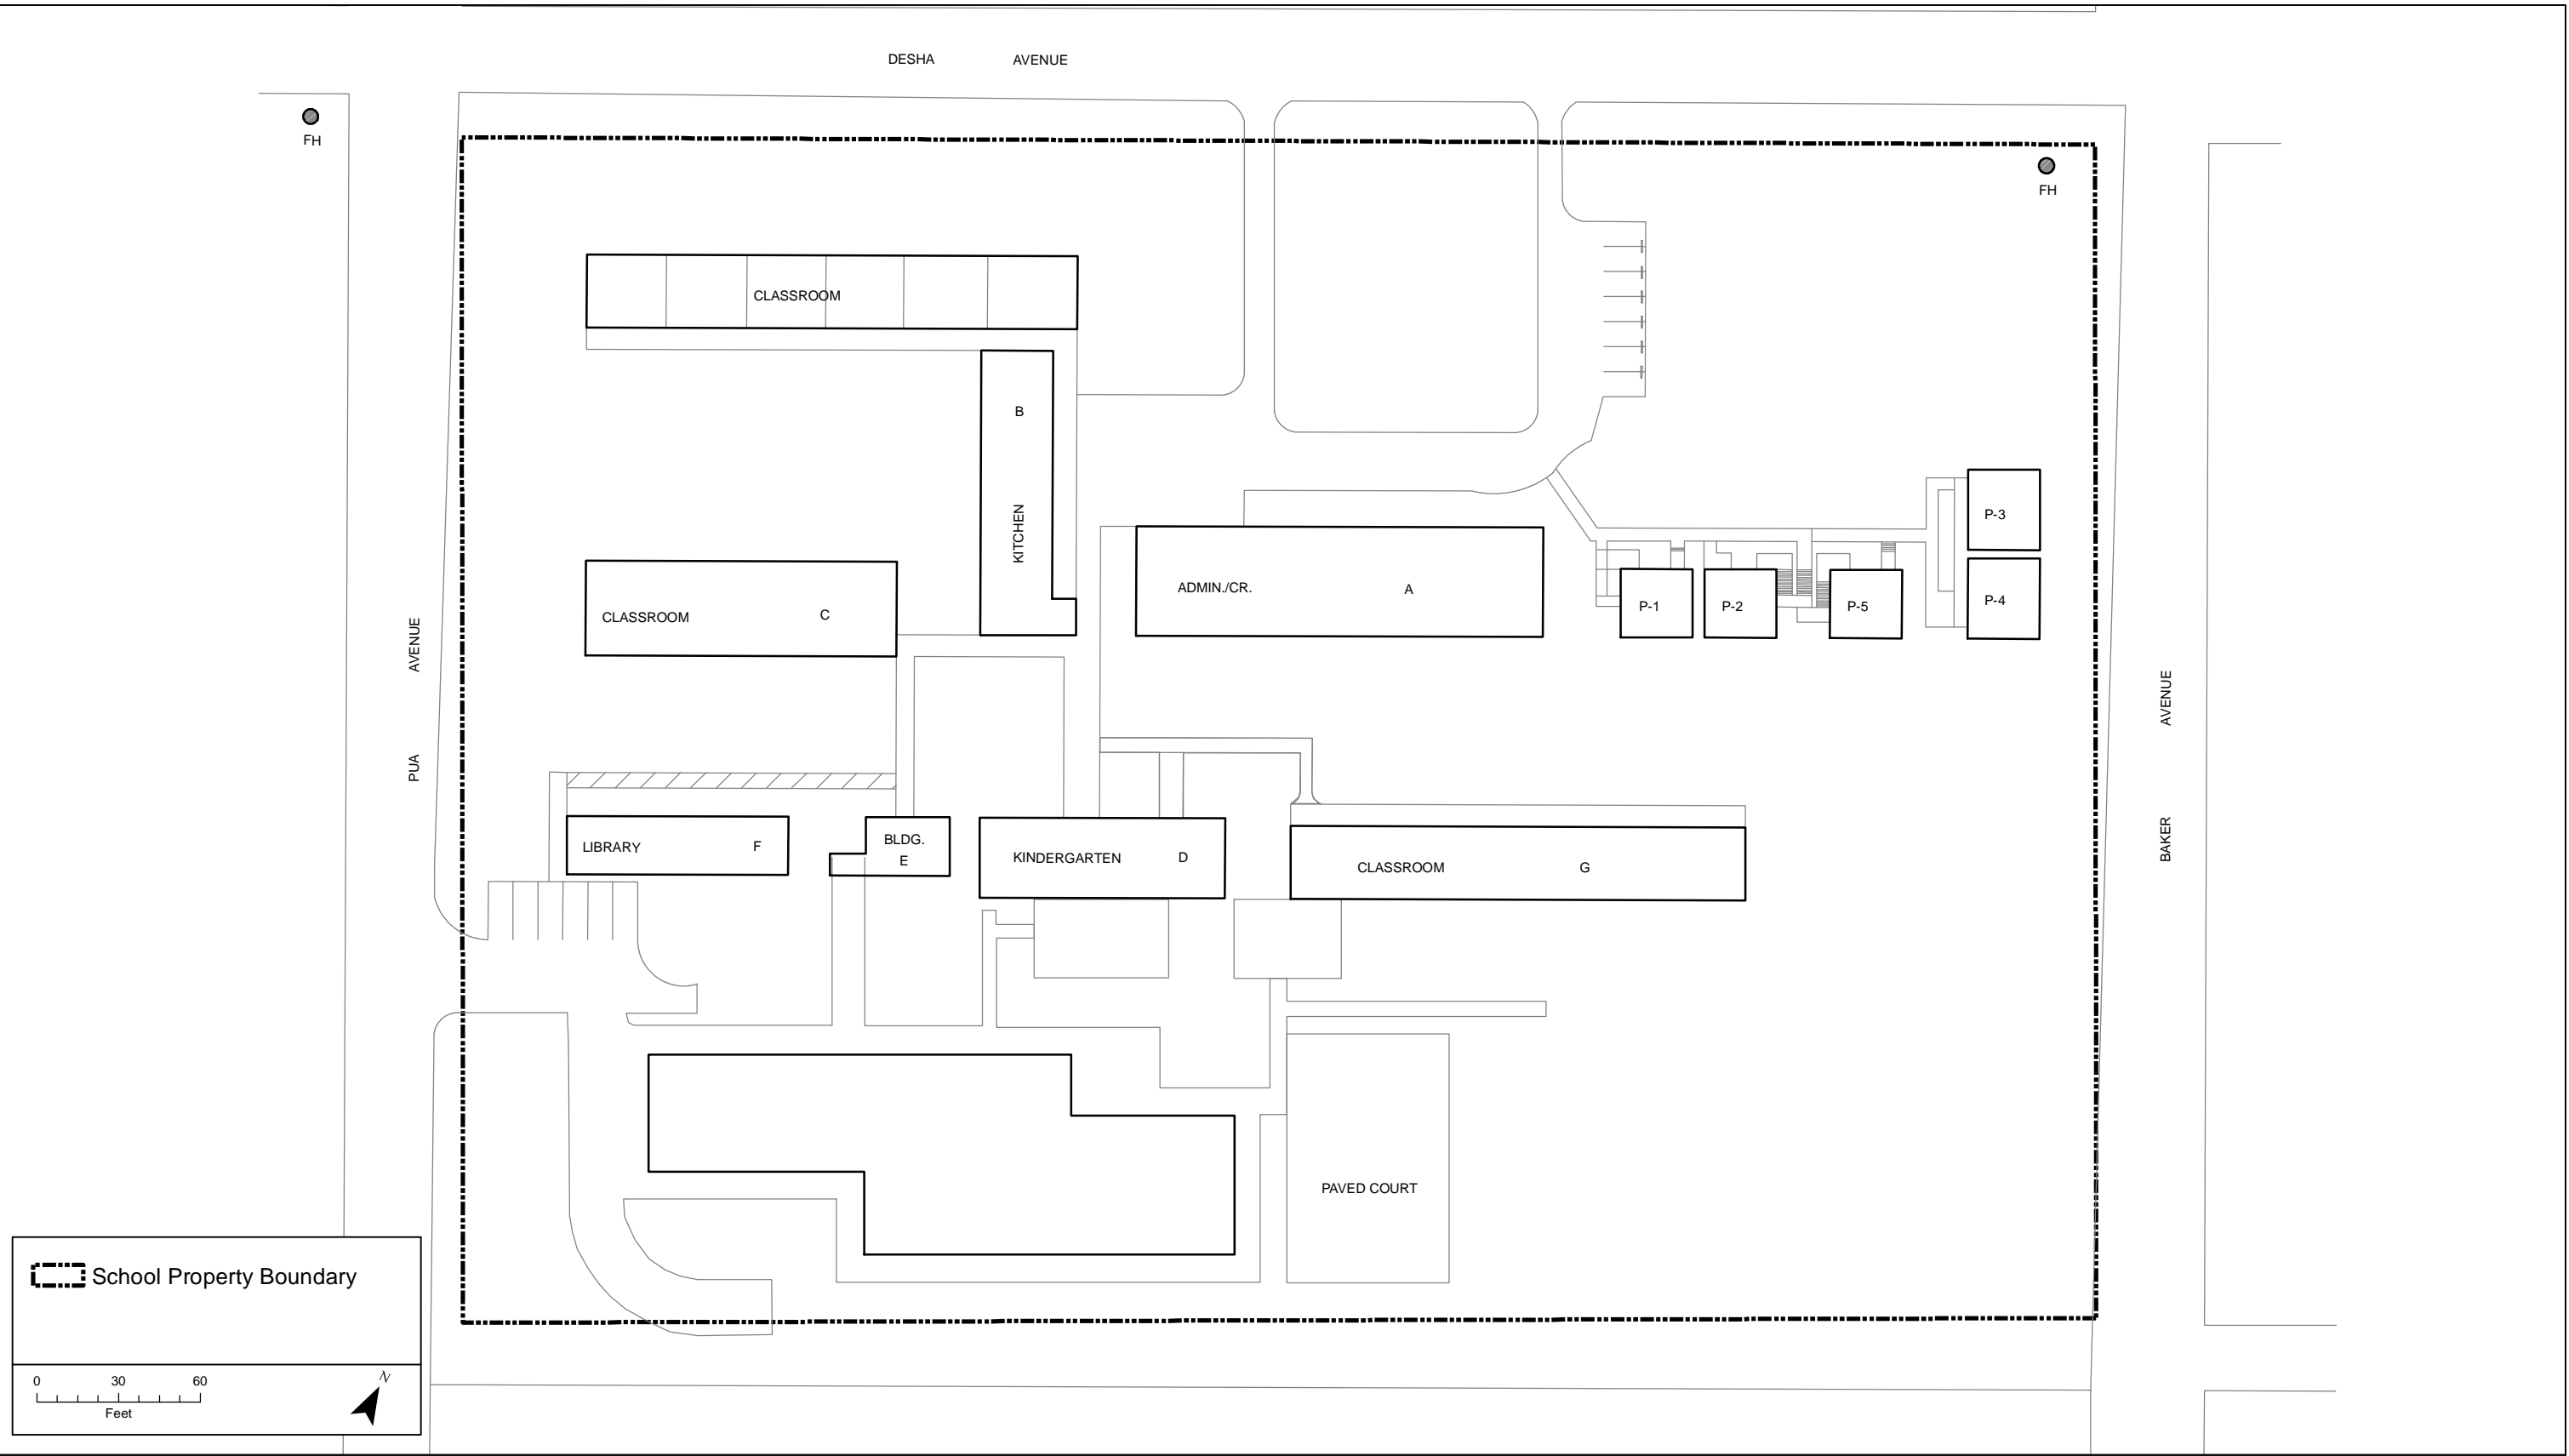 DESHA AVENUE
FH
FH
CLASSROOM
B
KITCHEN
P-3
ADMIN./CR. A
P-1
P-2
P-5
P-4
CLASSROOM C
PUA AVENUE
BAKER AVENUE
LIBRARY F
BLDG.
E
KINDERGARTEN D
CLASSROOM G
PAVED COURT
School Property Boundary
0 30 60
Feet
N